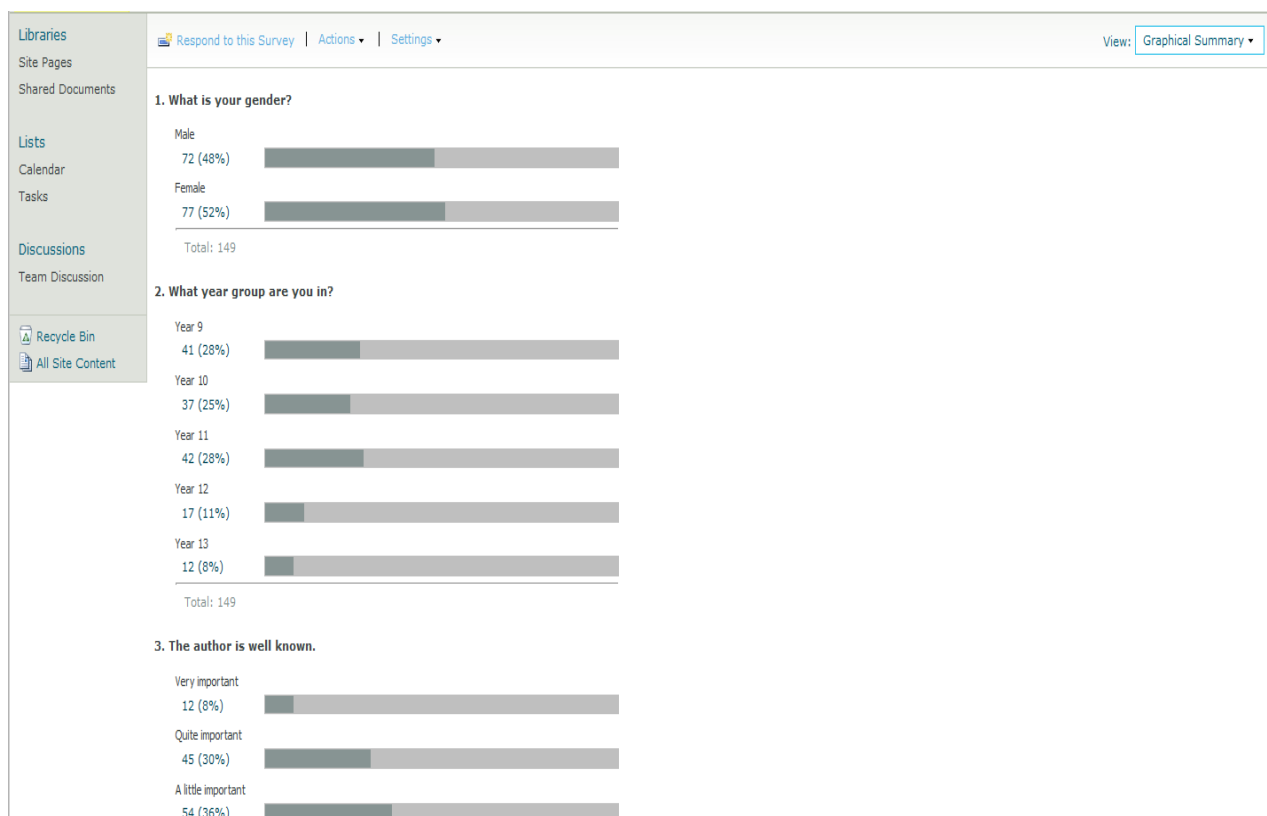 Libraries
Site Pages
Shared Documents
Lists
Calendar
Tasks
Discussions
Team Discussion
Recycle Bin
All Site Content
Respond to this Survey | Actions | Settings
View: Graphical Summary
1. What is your gender?
Male
72 (48%)
Female
77 (52%)
Total: 149
2. What year group are you in?
Year 9
41 (28%)
Year 10
37 (25%)
Year 11
42 (28%)
Year 12
17 (11%)
Year 13
12 (8%)
Total: 149
3. The author is well known.
Very important
12 (8%)
Quite important
45 (30%)
A little important
54 (36%)